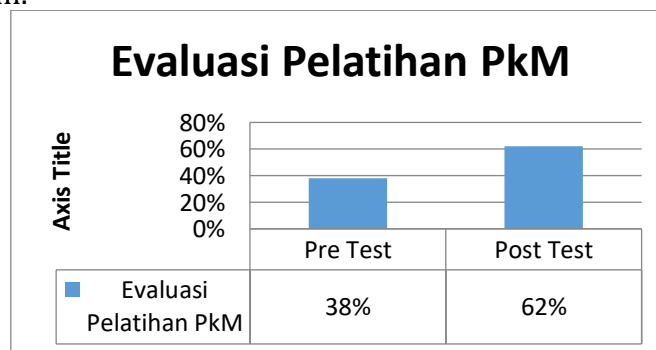 Evaluasi Pelatihan PkM
Axis Title
80%
60%
40%
20%
0%
Pre Test Post Test
Evaluasi
Pelatihan PkM
38% 62%